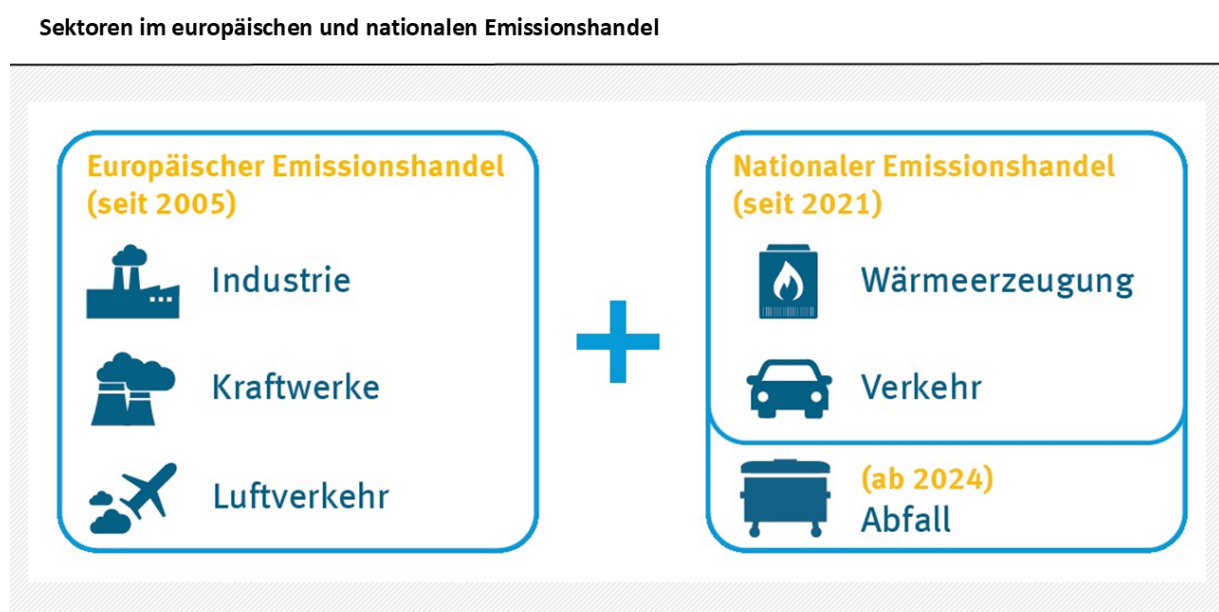 Sektoren im europäischen und nationalen Emissionshandel
Europäischer Emissionshandel
(seit 2005)
Industrie
Kraftwerke
Luftverkehr
Nationaler Emissionshandel
(seit 2021)
Wärmeerzeugung
Verkehr
(ab 2024)
Abfall